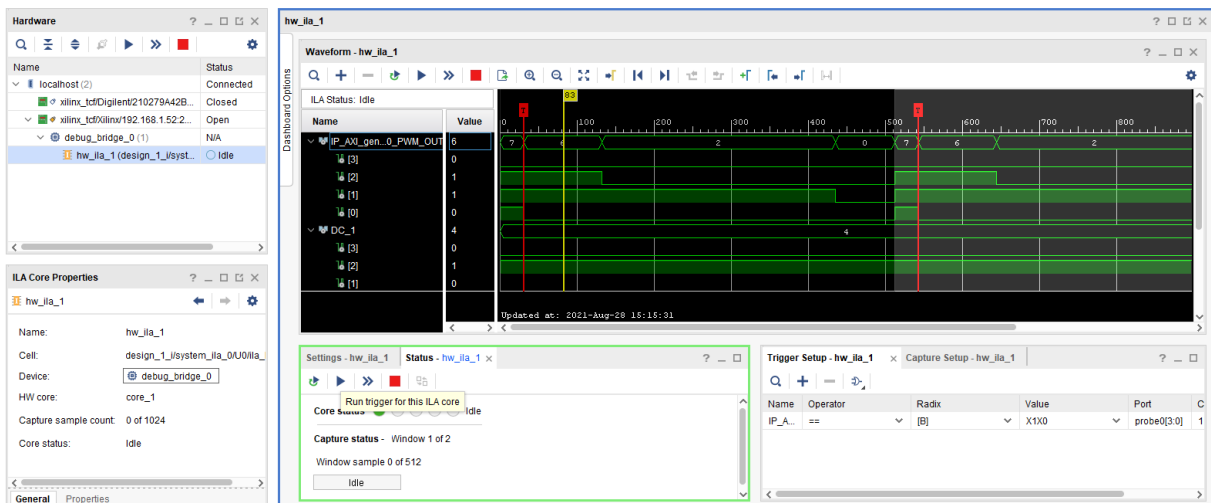 Hardware
? _ □ X
Name Status
localhost (2) Connected
xilinx_tcf/Digilent/210279A42B... Closed
xilinx_tcf/Xilinx/192.168.1.52:2... Open
debug_bridge_0 (1) N/A
hw_ila_1 (design_1_i/syst... Idle
ILA Core Properties
? _ □ X
hw_ila_1
Name: hw_ila_1
Cell: design_1_i/system_ila_0/U0/ila_
Device: debug_bridge_0
HW core: core_1
Capture sample count: 0 of 1024
Core status: Idle
General Properties
hw_ila_1
? □ X
Dashboard Options
Waveform - hw_ila_1
? _ □ X
ILA Status: Idle
83
Name Value
T T
0 100 200 300 400 500 600 700 800
IP_AXI_gen...0_PWM_OUT 6 7 6 2 0 7 6 2
[3] 0
[2] 1
[1] 1
[0] 0
DC_1 4 4
[3] 0
[2] 1
[1] 0
Updated at: 2021-Aug-28 15:15:31
Settings - hw_ila_1 Status - hw_ila_1 ×
? _ □
Run trigger for this ILA core
Core status Idle
Capture status - Window 1 of 2
Window sample 0 of 512
Idle
Trigger Setup - hw_ila_1 × Capture Setup - hw_ila_1
? _ □
Name Operator Radix Value Port C
IP_A... == [B] X1X0 probe0[3:0] 1